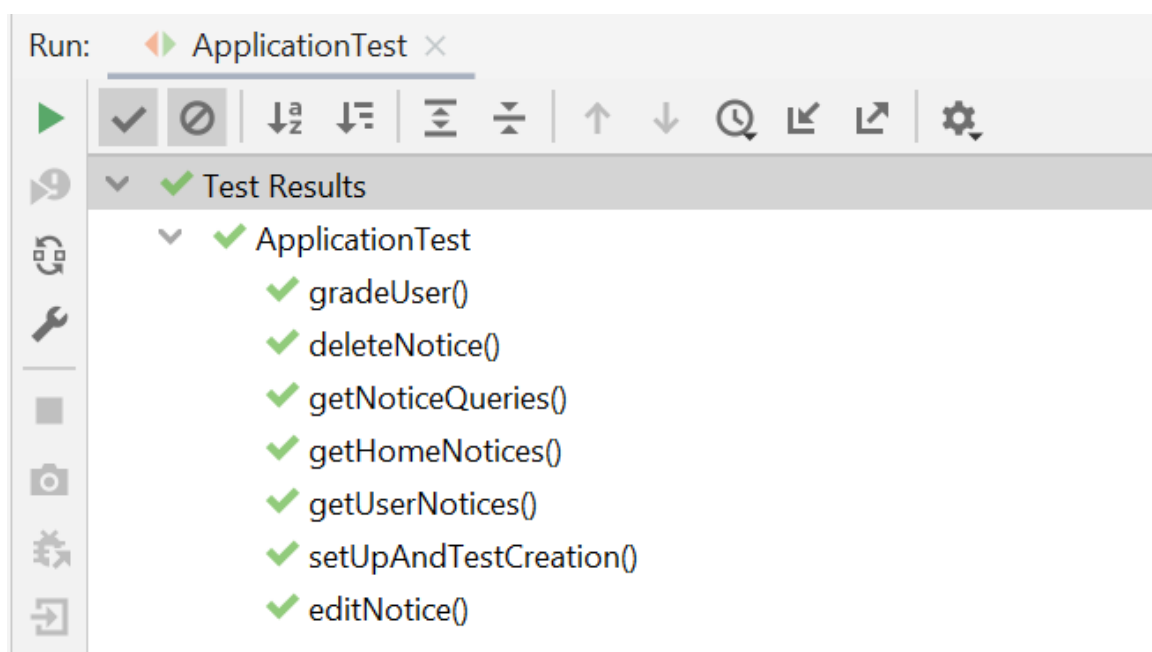 Run: ApplicationTest
Test Results
ApplicationTest
gradeUser()
deleteNotice()
getNoticeQueries()
getHomeNotices()
getUserNotices()
setUpAndTestCreation()
editNotice()